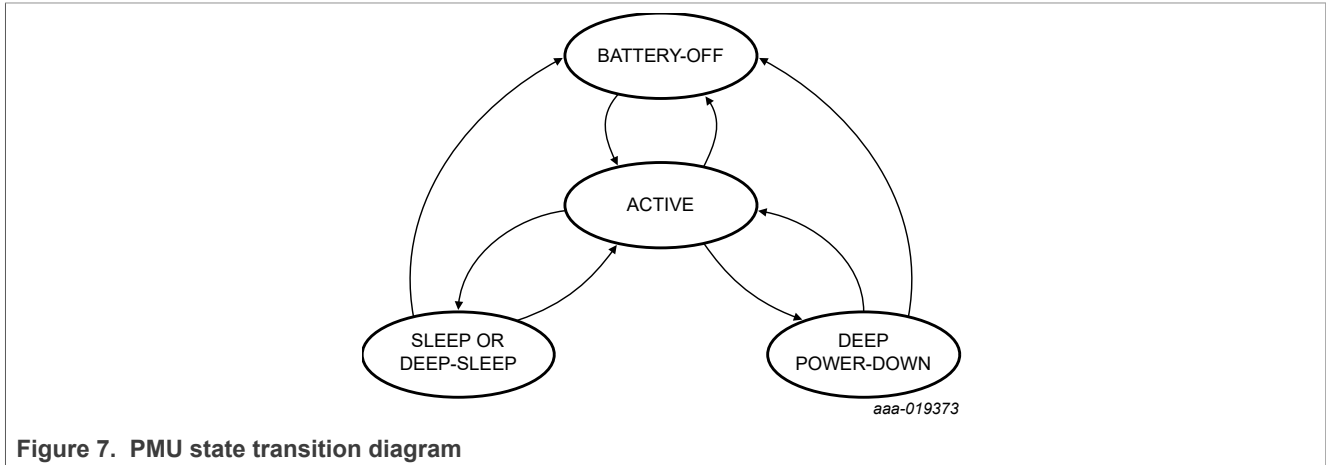 BATTERY-OFF
ACTIVE
SLEEP OR
DEEP-SLEEP
DEEP
POWER-DOWN
aaa-019373
Figure 7. PMU state transition diagram